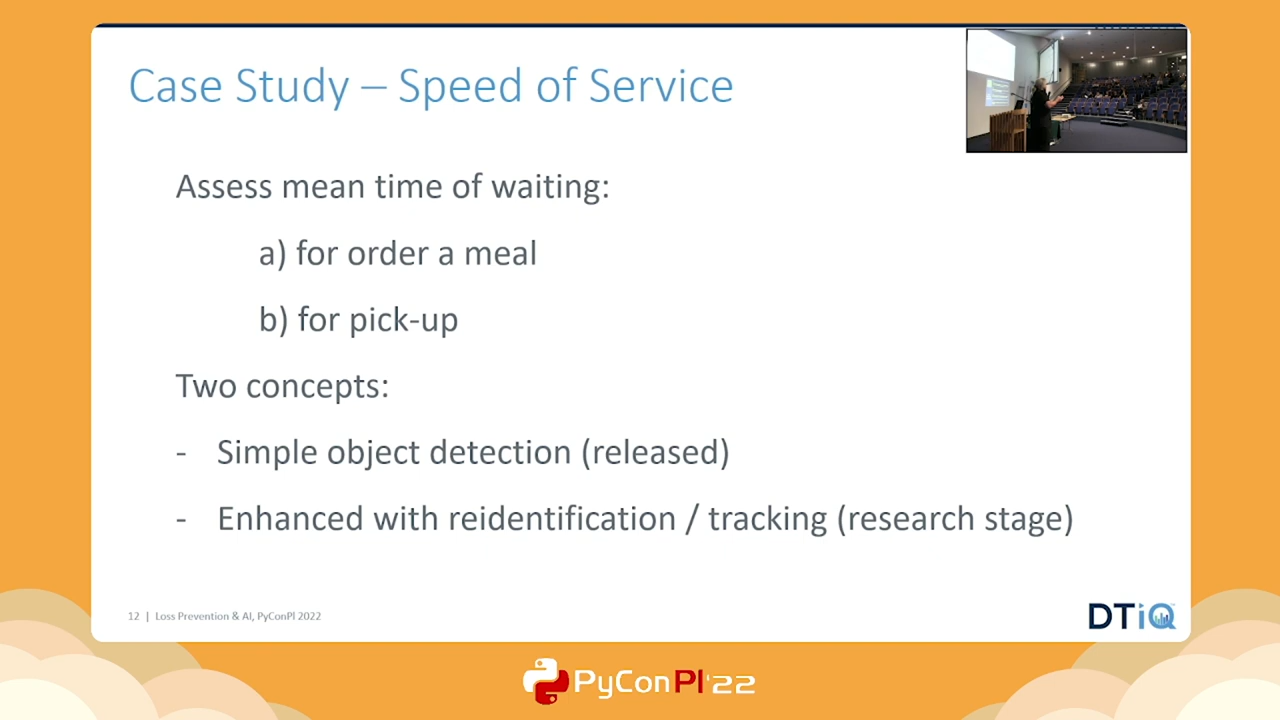 Case Study – Speed of Service
Assess mean time of waiting:
a) for order a meal
b) for pick-up
Two concepts:
- Simple object detection (released)
- Enhanced with reidentification / tracking (research stage)
12 | Loss Prevention & AI, PyConPl 2022
DTiQ
PyConPl'22